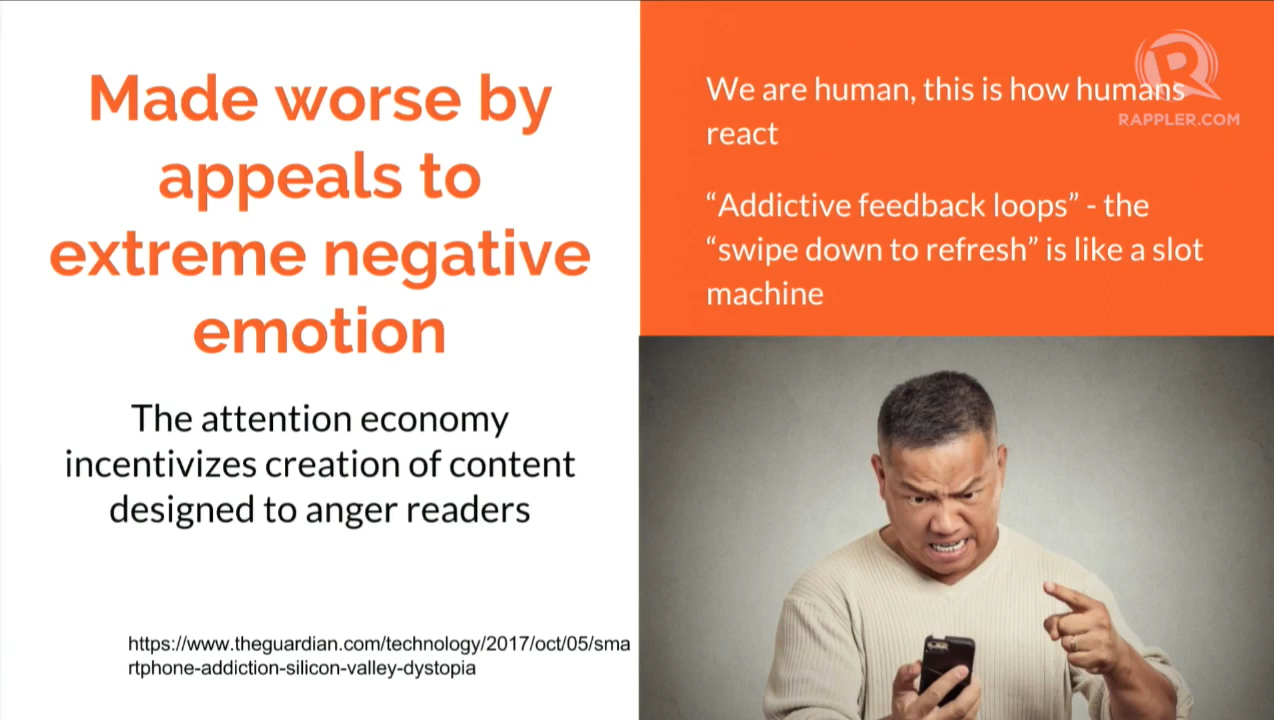 Made worse by
appeals to
extreme negative
emotion
The attention economy
incentivizes creation of content
designed to anger readers
https://www.theguardian.com/technology/2017/oct/05/sma
rtphone-addiction-silicon-valley-dystopia
We are human, this is how humans
react
“Addictive feedback loops” - the
“swipe down to refresh” is like a slot
machine
R
RAPPLER.COM